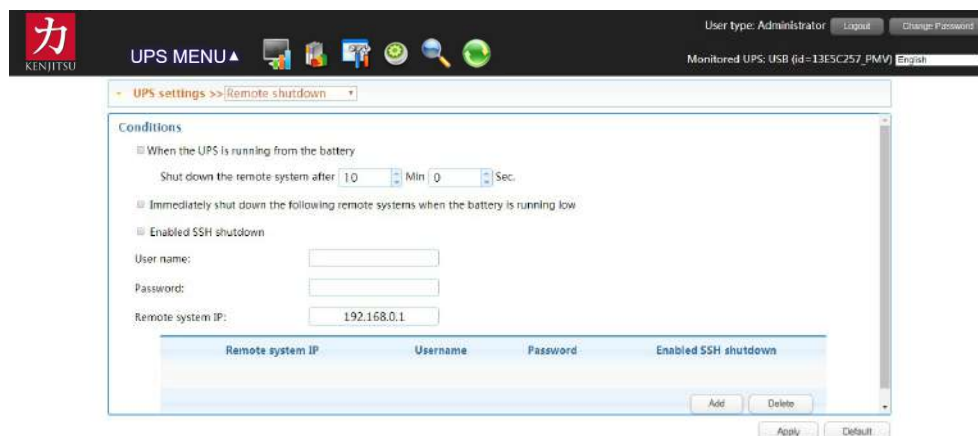 User type: Administrator Logout Change Password
力
KENJITSU
UPS MENU▲
Monitored UPS: USB (id=13E5C257_PMV) English
UPS settings >> Remote shutdown
Conditions
When the UPS is running from the battery
Shut down the remote system after 10 Min 0 Sec.
Immediately shut down the following remote systems when the battery is running low
Enabled SSH shutdown
User name:
Password:
Remote system IP: 192.168.0.1
Remote system IP Username Password Enabled SSH shutdown
Add Delete
Apply Default